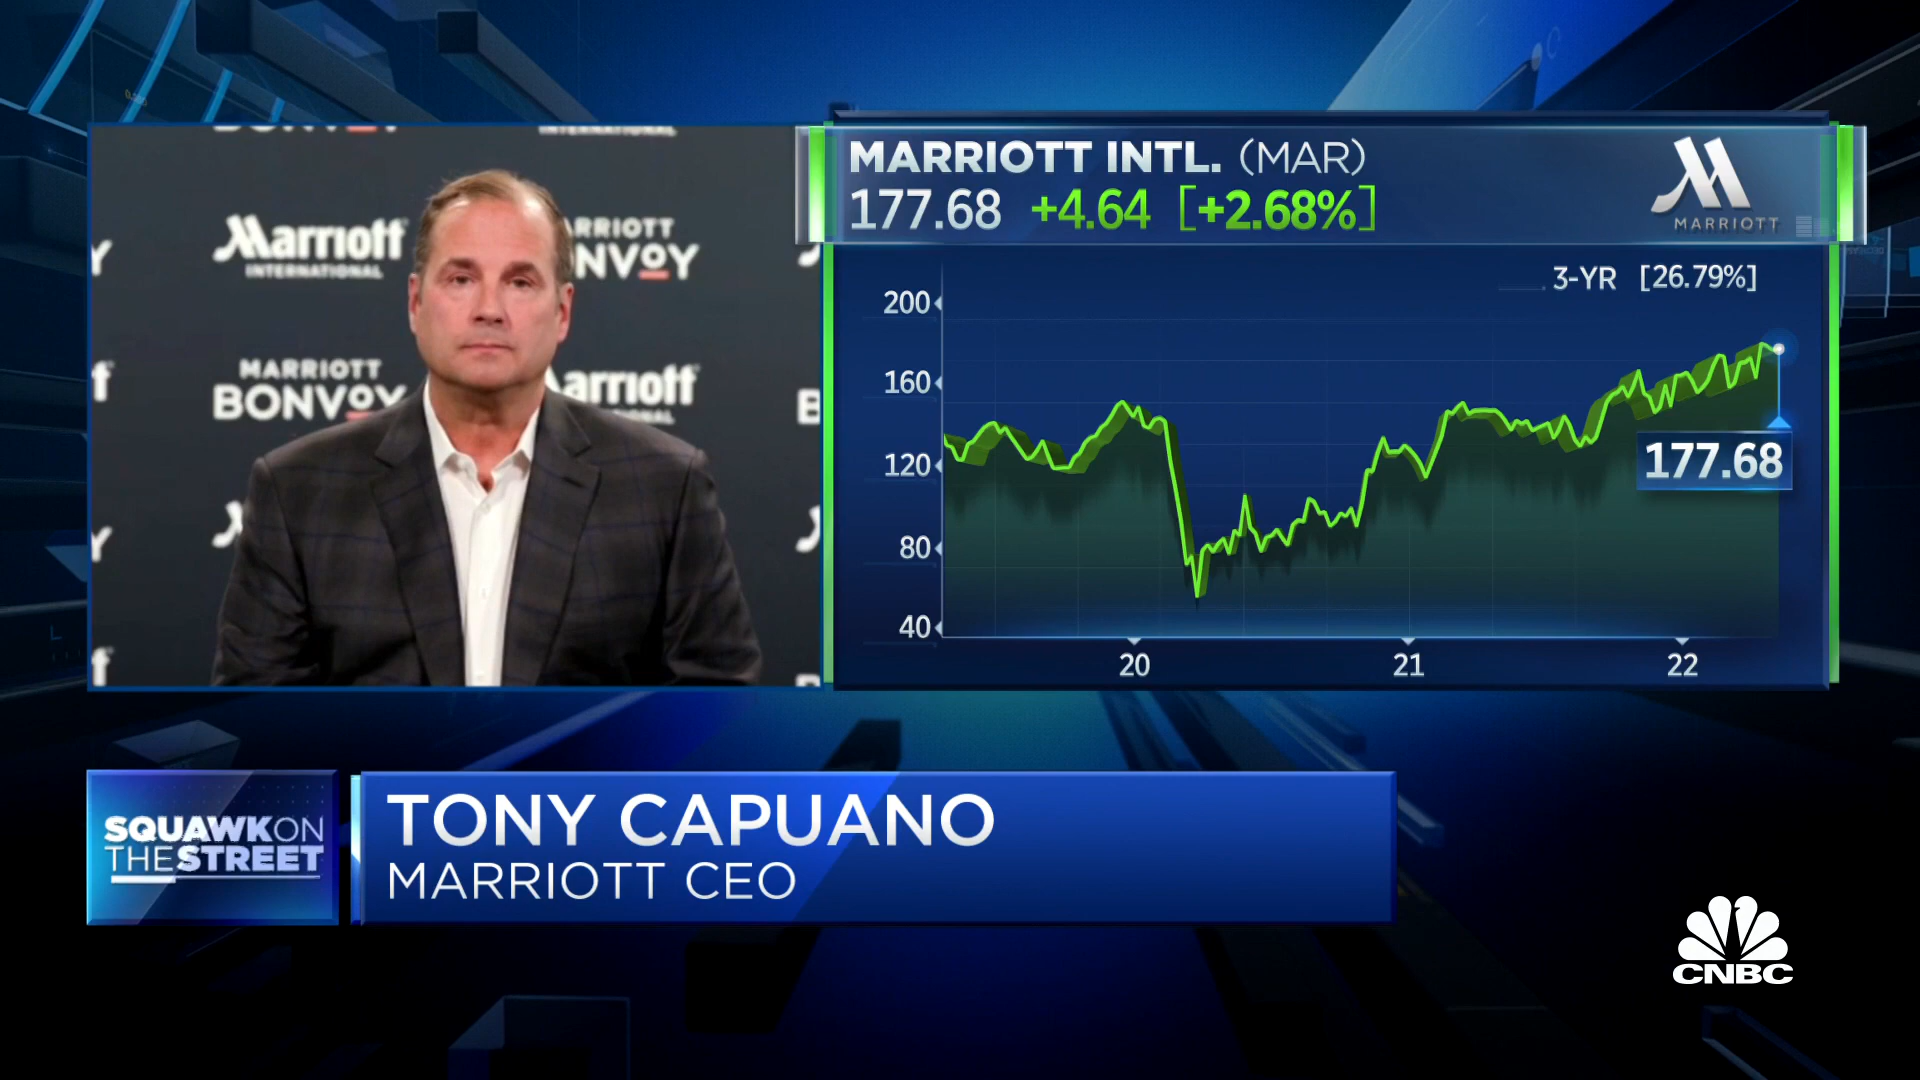 BONVOY
INTERNATIONAL
Marriott
INTERNATIONAL
MARRIOTT
BONVOY
MARRIOTT INTL. (MAR)
177.68 +4.64 [+2.68%]
MARRIOTT
3-YR [26.79%]
200
160
120
80
40
177.68
20
21
22
SQUAWK ON
THE STREET
TONY CAPUANO
MARRIOTT CEO
CNBC